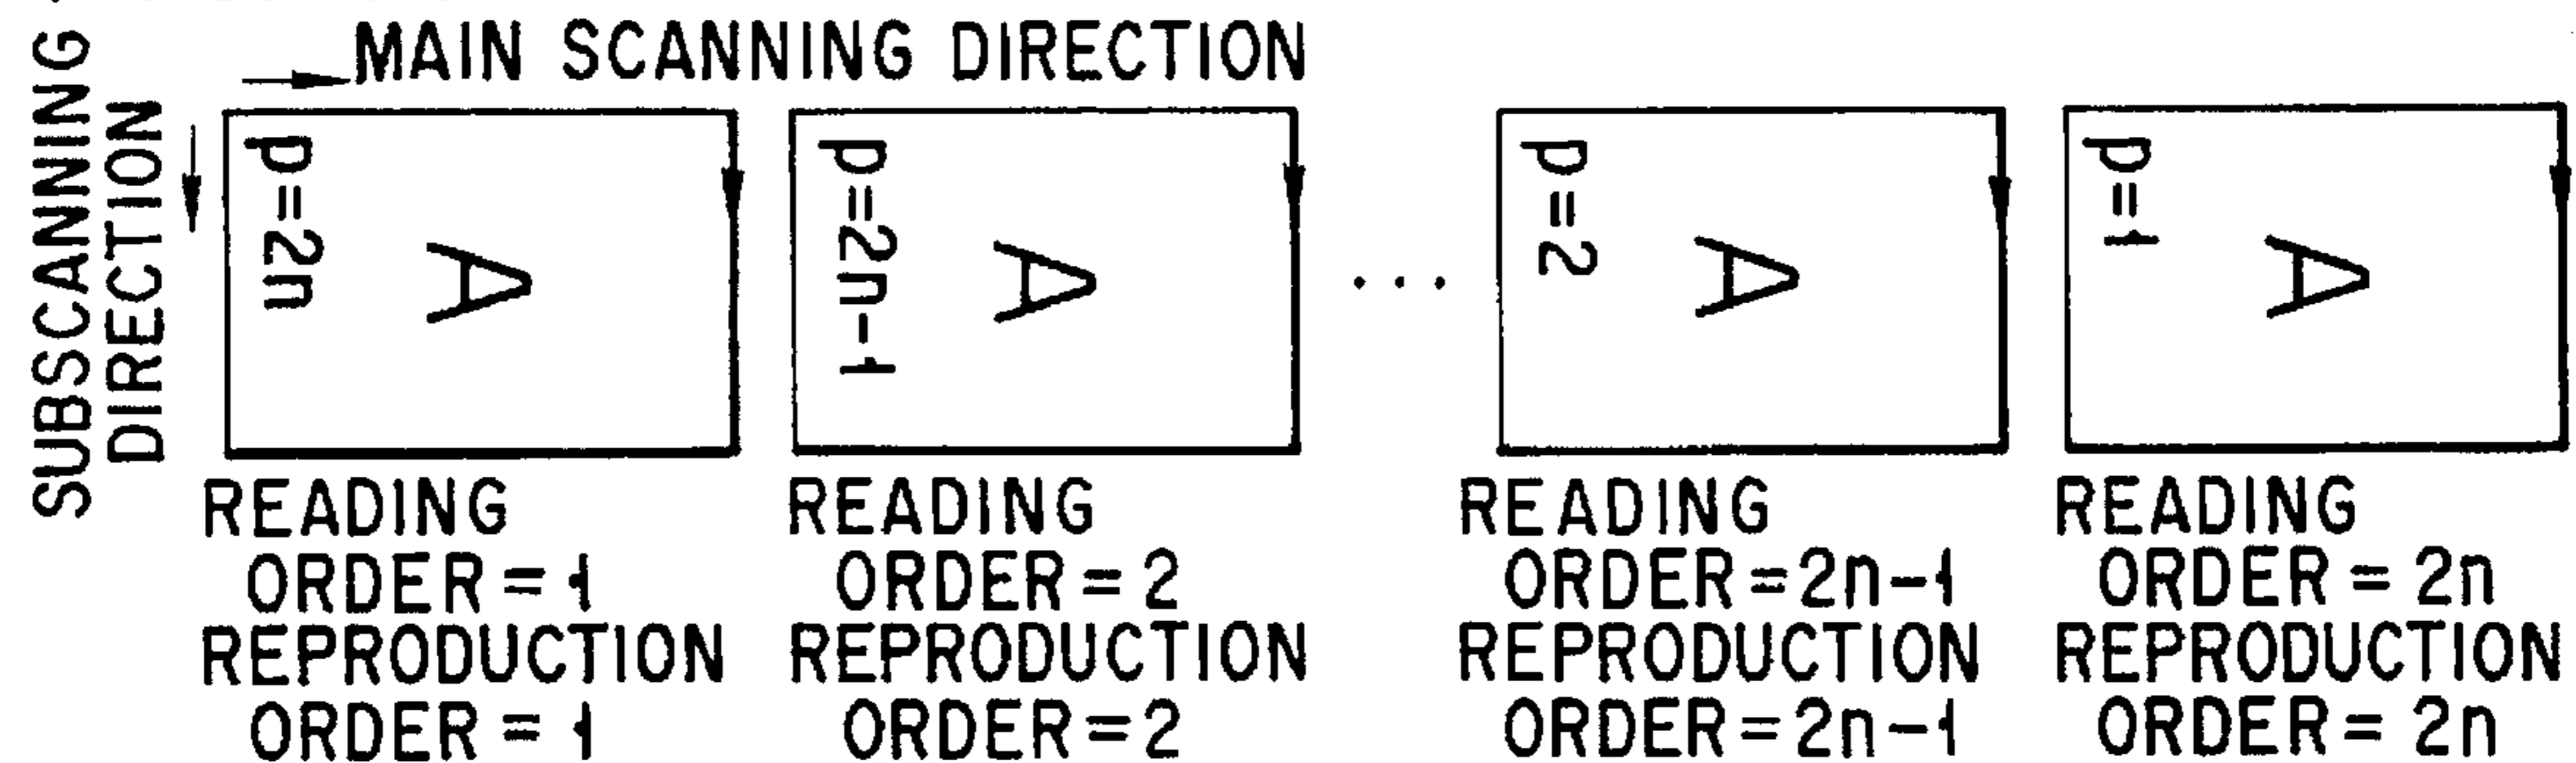 MAIN SCANNING DIRECTION
SUBSCANNING
DIRECTION
p=2n
A
p=2n-1
A
...
p=2
A
p=1
A
READING
ORDER=1
REPRODUCTION
ORDER=1
READING
ORDER=2
REPRODUCTION
ORDER=2
READING
ORDER=2n-1
REPRODUCTION
ORDER=2n-1
READING
ORDER=2n
REPRODUCTION
ORDER=2n